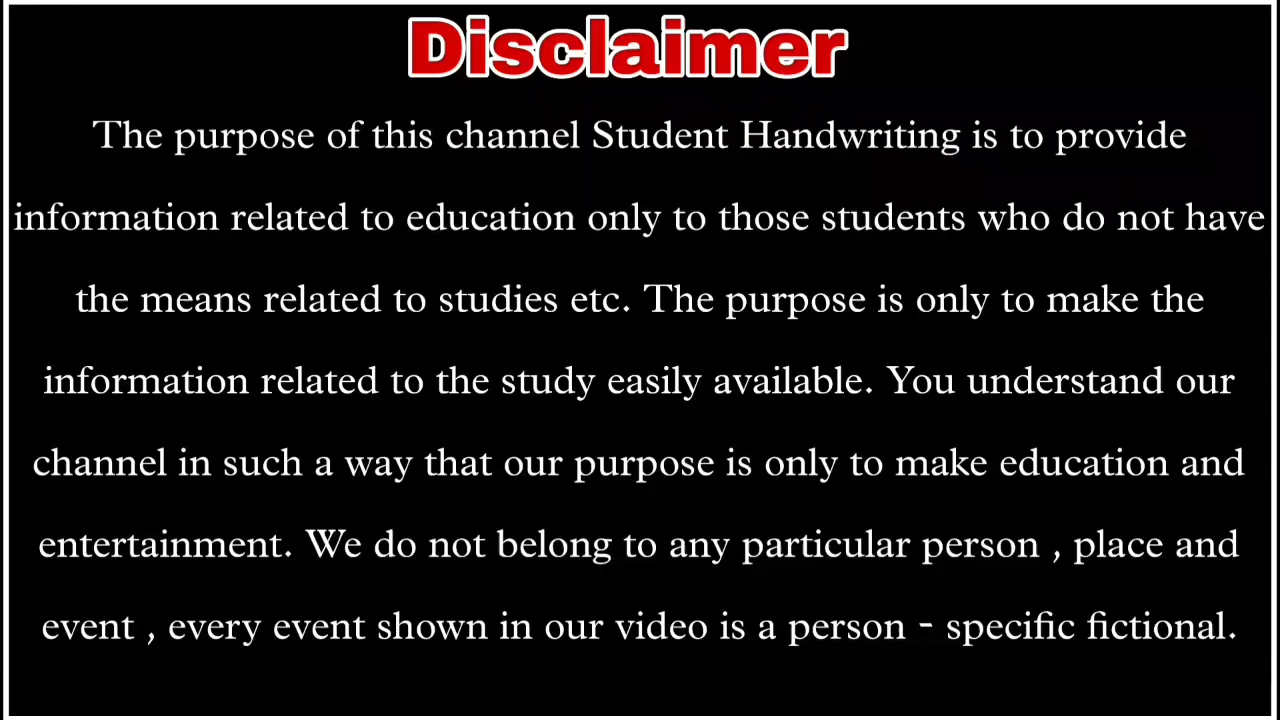 Disclaimer
The purpose of this channel Student Handwriting is to provide
information related to education only to those students who do not have
the means related to studies etc. The purpose is only to make the
information related to the study easily available. You understand our
channel in such a way that our purpose is only to make education and
entertainment. We do not belong to any particular person , place and
event , every event shown in our video is a person - specific fictional.